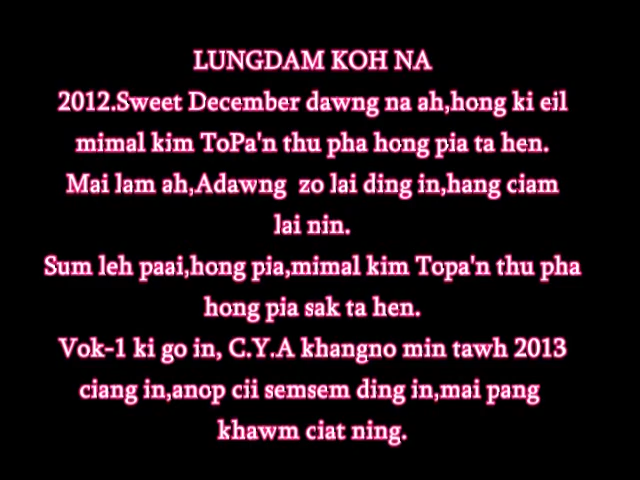 LUNGDAM KOH NA
2012.Sweet December dawng na ah,hong ki eil
mimal kim ToPa'n thu pha hong pia ta hen.
Mai lam ah,Adawng zo lai ding in,hang ciam
lai nin.
Sum leh paai,hong pia,mimal kim Topa'n thu pha
hong pia sak ta hen.
Vok-1 ki go in, C.Y.A khangno min tawh 2013
ciang in,anop cii semsem ding in,mai pang
khawm ciat ning.